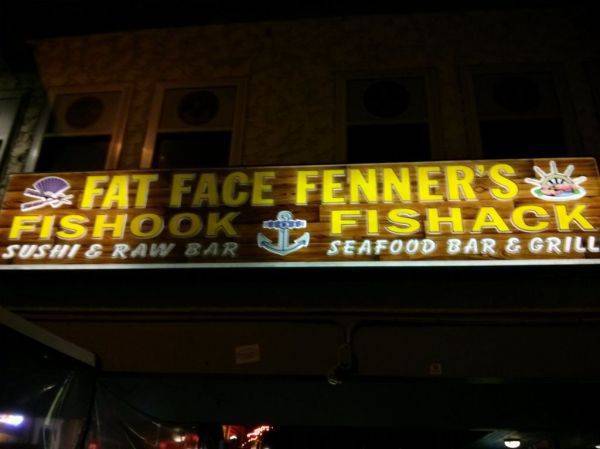 FAT FACE FENNER'S
FISHOOK FISHACK
SUSHI & RAW BAR SEAFOOD BAR & GRILL